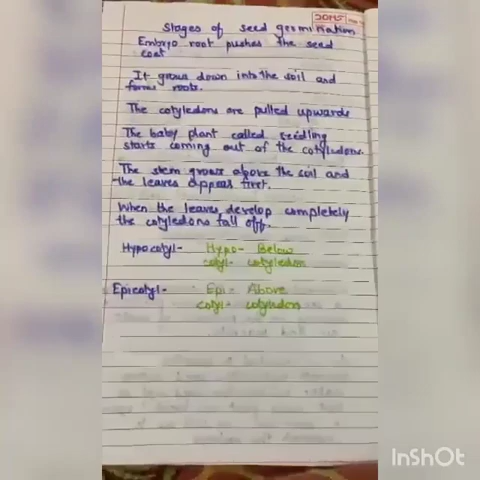 DOMS
Stages of seed germination
Embryo root pushes the seed
coat
It grows down into the soil and
forms roots.
The cotyledons are pulled upwards
The baby plant called seedling
starts coming out of the cotyledons.
The stem grows above the soil and
the leaves appear first.
When the leaves develop completely
the cotyledons fall off.
Hypocotyl- Hypo- Below
cotyl- cotyledon
Epicotyl- Epi- Above
cotyl- cotyledon
InShOt